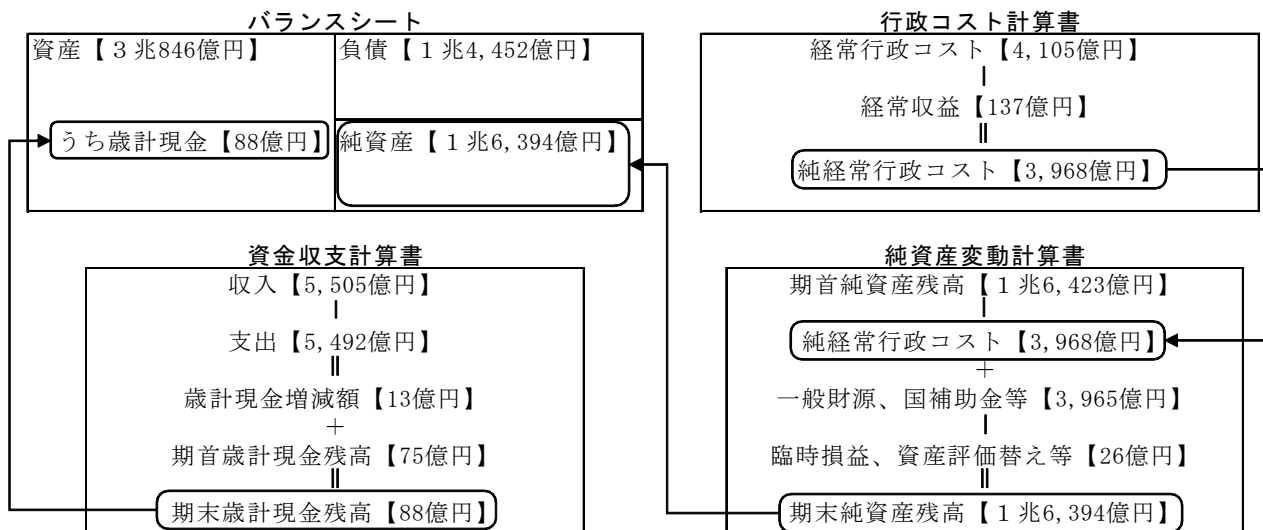 バランスシート
資産【3兆846億円】
負債【1兆4,452億円】
うち歳計現金【88億円】
純資産【1兆6,394億円】
行政コスト計算書
経常行政コスト【4,105億円】
経常収益【137億円】
純経常行政コスト【3,968億円】
資金収支計算書
収入【5,505億円】
支出【5,492億円】
歳計現金増減額【13億円】
＋
期首歳計現金残高【75億円】
期末歳計現金残高【88億円】
純資産変動計算書
期首純資産残高【1兆6,423億円】
純経常行政コスト【3,968億円】
＋
一般財源、国補助金等【3,965億円】
臨時損益、資産評価替え等【26億円】
期末純資産残高【1兆6,394億円】